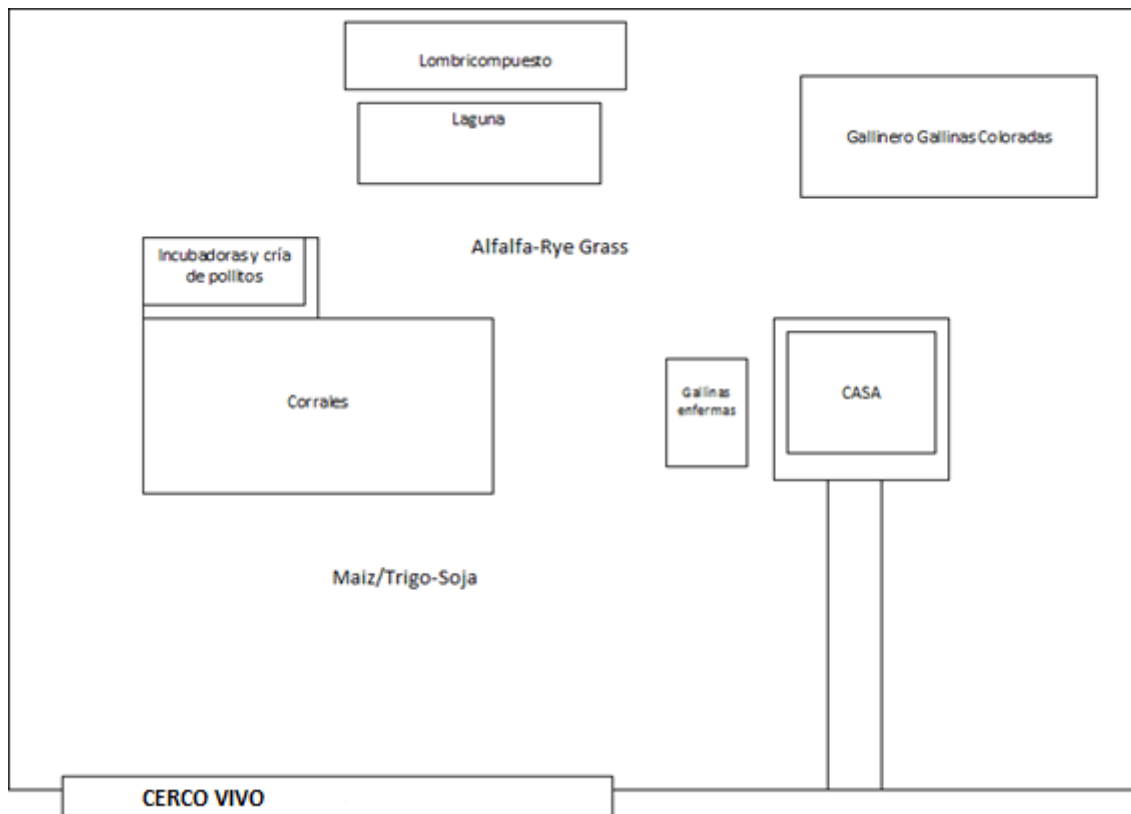 Lombricompuesto
Laguna
Gallinero Gallinas Coloradas
Alfalfa-Rye Grass
Incubadoras y cría
de pollitos
Corrales
Gallinas
enfermas
CASA
Maiz/Trigo-Soja
CERCO VIVO